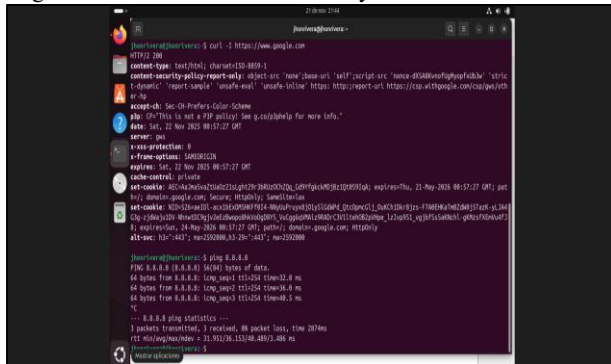 21 de nov 21:44
jhonrivera@jhonrivera: ~
jhonrivera@jhonrivera:~$ curl -I https://www.google.com
HTTP/2 200
content-type: text/html; charset=ISO-8859-1
content-security-policy-report-only: object-src 'none';base-uri 'self';script-src 'stric
t-dynamic' 'report-sample' 'unsafe-eval' 'unsafe-inline' https: http:;report-uri https://csp.withgoogle.com/csp/gws/oth
er-hp
accept-ch: Sec-CH-Prefers-Color-Scheme
p3p: CP="This is not a P3P policy! See g.co/p3phelp for more info."
date: Sat, 22 Nov 2025 00:57:27 GMT
server: gws
x-xss-protection: 0
x-frame-options: SAMEORIGIN
expires: Sat, 22 Nov 2025 00:57:27 GMT
cache-control: private
set-cookie: expires=Thu, 21-May-2026 00:57:27 GMT; pat
h=/; domain=.google.com; Secure; HttpOnly; SameSite=lax
set-cookie:
8; expires=Sun, 24-May-2026 00:57:27 GMT; path=/; domain=.google.com; HttpOnly
alt-svc: h3=":443"; ma=2592000,h3-29=":443"; ma=2592000
jhonrivera@jhonrivera:~$ ping 8.8.8.8
PING 8.8.8.8 (8.8.8.8) 56(84) bytes of data.
64 bytes from 8.8.8.8: icmp_seq=1 ttl=254 time=32.0 ms
64 bytes from 8.8.8.8: icmp_seq=2 ttl=254 time=36.0 ms
64 bytes from 8.8.8.8: icmp_seq=3 ttl=254 time=40.5 ms
^C
--- 8.8.8.8 ping statistics ---
3 packets transmitted, 3 received, 0% packet loss, time 2074ms
rtt min/avg/max/mdev = 31.951/36.153/40.489/3.486 ms
jhonrivera@jhonrivera:~$
Mostrar aplicaciones